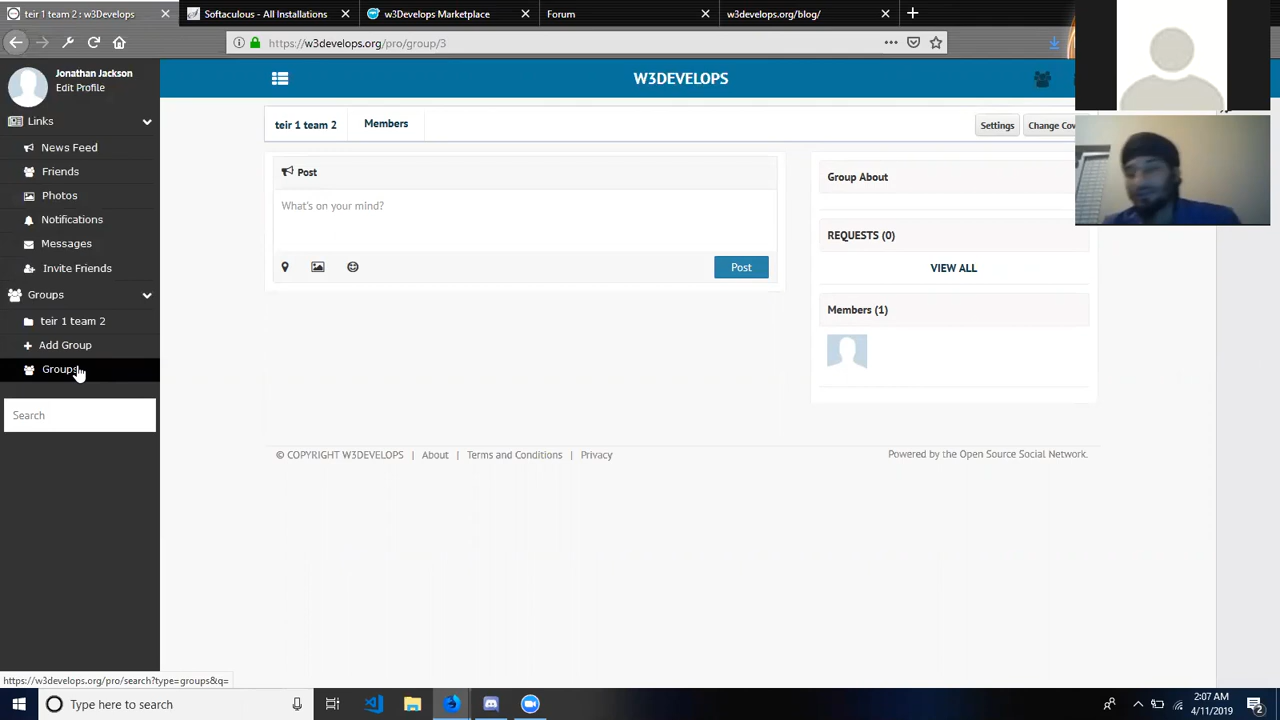 teir 1 team 2 : W3DEVELOPS
Softaculous - All Installations
w3Develops Marketplace
Forum
w3develops.org/blog/
https://w3develops.org/pro/group/3
Jonathan Jackson
Edit Profile
W3DEVELOPS
Links
News Feed
Friends
Photos
Notifications
Messages
Invite Friends
Groups
teir 1 team 2
Add Group
Groups
Search
teir 1 team 2
Members
Settings
Change Cov
Post
What's on your mind?
Post
Group About
REQUESTS (0)
VIEW ALL
Members (1)
© COPYRIGHT W3DEVELOPS | About | Terms and Conditions | Privacy
Powered by the Open Source Social Network.
https://w3develops.org/pro/search?type=groups&q=
Type here to search
2:07 AM
4/11/2019
2